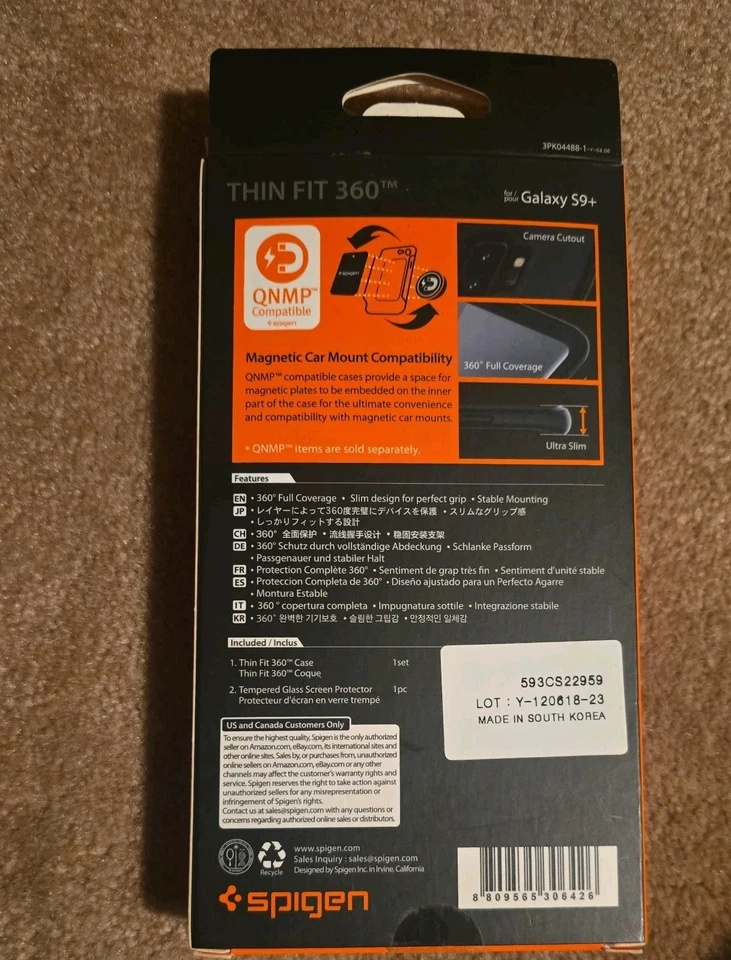 3PK04488-1
THIN FIT 360™
for/
pour Galaxy S9+
QNMP™
Compatible
spigen
spigen
Camera Cutout
360° Full Coverage
Ultra Slim
Magnetic Car Mount Compatibility
QNMP™ compatible cases provide a space for
magnetic plates to be embedded on the inner
part of the case for the ultimate convenience
and compatibility with magnetic car mounts.
* QNMP™ items are sold separately.
Features
EN • 360° Full Coverage • Slim design for perfect grip • Stable Mounting
JP • レイヤーによって360度完璧にデバイスを保護 • スリムなグリップ感
• しっかりフィットする設計
CH • 360° 全面保护 • 流线握手设计 • 稳固安装支架
DE • 360° Schutz durch vollständige Abdeckung • Schlanke Passform
• Passgenauer und stabiler Halt
FR • Protection Complète 360° • Sentiment de grap très fin • Sentiment d'unité stable
ES • Proteccion Completa de 360° • Diseño ajustado para un Perfecto Agarre
• Montura Estable
IT • 360 ° copertura completa • Impugnatura sottile • Integrazione stabile
KR • 360° 완벽한 기기보호 • 슬림한 그립감 • 안정적인 일체감
Included / Inclus
1. Thin Fit 360™ Case 1set
Thin Fit 360™ Coque
2. Tempered Glass Screen Protector 1pc
Protecteur d'écran en verre trempé
593CS22959
LOT : Y-120618-23
MADE IN SOUTH KOREA
US and Canada Customers Only
To ensure the highest quality, Spigen is the only authorized
seller on Amazon.com, eBay.com, its international sites and
other online sites. Sales by, or purchases from, unauthorized
online sellers on Amazon.com, eBay.com or any other
channels may affect the customer's warranty rights and
service. Spigen reserves the right to take action against
unauthorized sellers for any misrepresentation or
infringement of Spigen's rights.
Contact us at sales@spigen.com with any questions or
concerns regarding authorized online sales or distributors.
Recycle
www.spigen.com
Sales Inquiry : sales@spigen.com
Designed by Spigen Inc. in Irvine, California
spigen
8 809565 306426